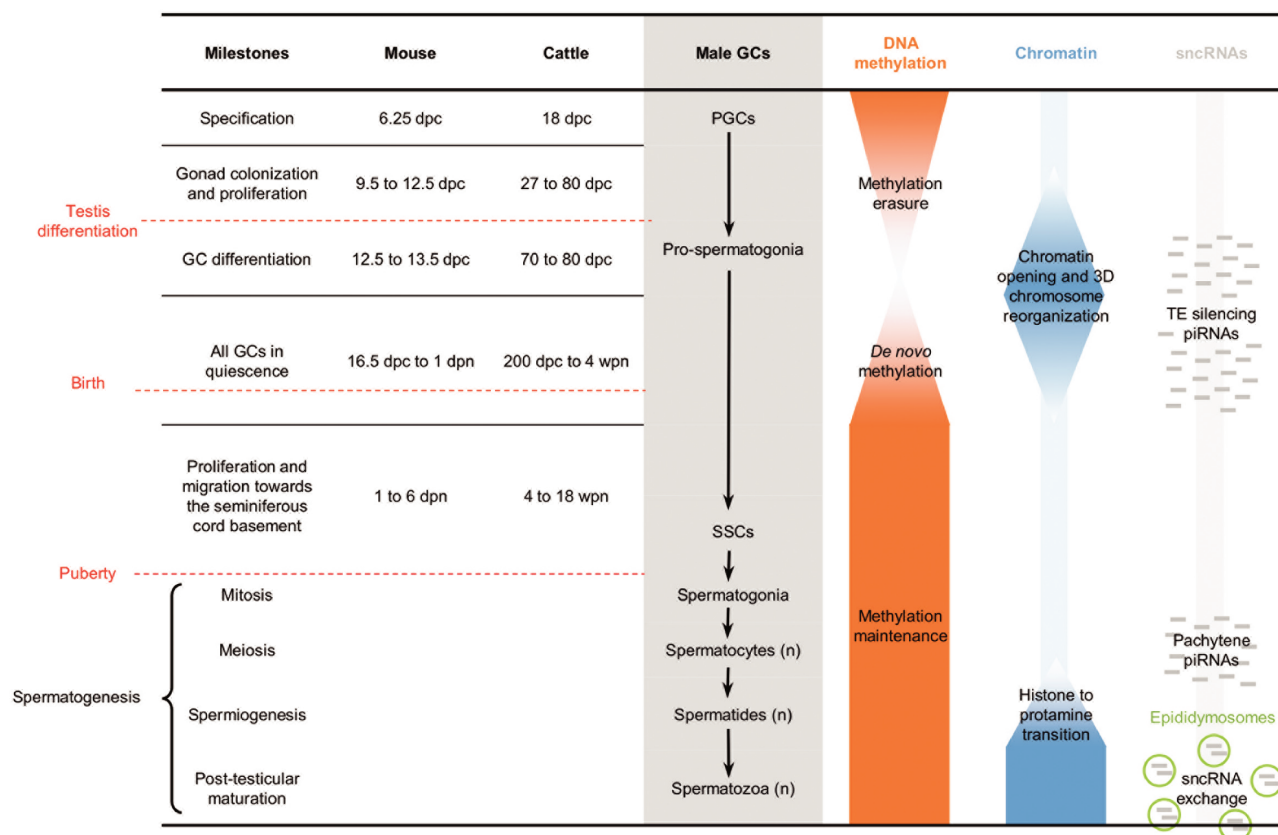 Milestones Mouse Cattle Male GCs DNA methylation Chromatin sncRNAs
Specification 6.25 dpc 18 dpc PGCs
Gonad colonization
and proliferation
9.5 to 12.5 dpc 27 to 80 dpc
Methylation
erasure
Testis
differentiation
GC differentiation 12.5 to 13.5 dpc 70 to 80 dpc
Pro-spermatogonia
Chromatin
opening and 3D
chromosome
reorganization
TE silencing
piRNAs
All GCs in
quiescence
16.5 dpc to 1 dpn 200 dpc to 4 wpn
De novo
methylation
Birth
Proliferation and
migration towards
the seminiferous
cord basement
1 to 6 dpn 4 to 18 wpn
SSCs
Puberty
Spermatogenesis
Mitosis Spermatogonia
Methylation
maintenance
Meiosis Spermatocytes (n)
Pachytene
piRNAs
Spermiogenesis Spermatides (n)
Histone to
protamine
transition
Epididymosomes
Post-testicular
maturation
Spermatozoa (n)
sncRNA
exchange